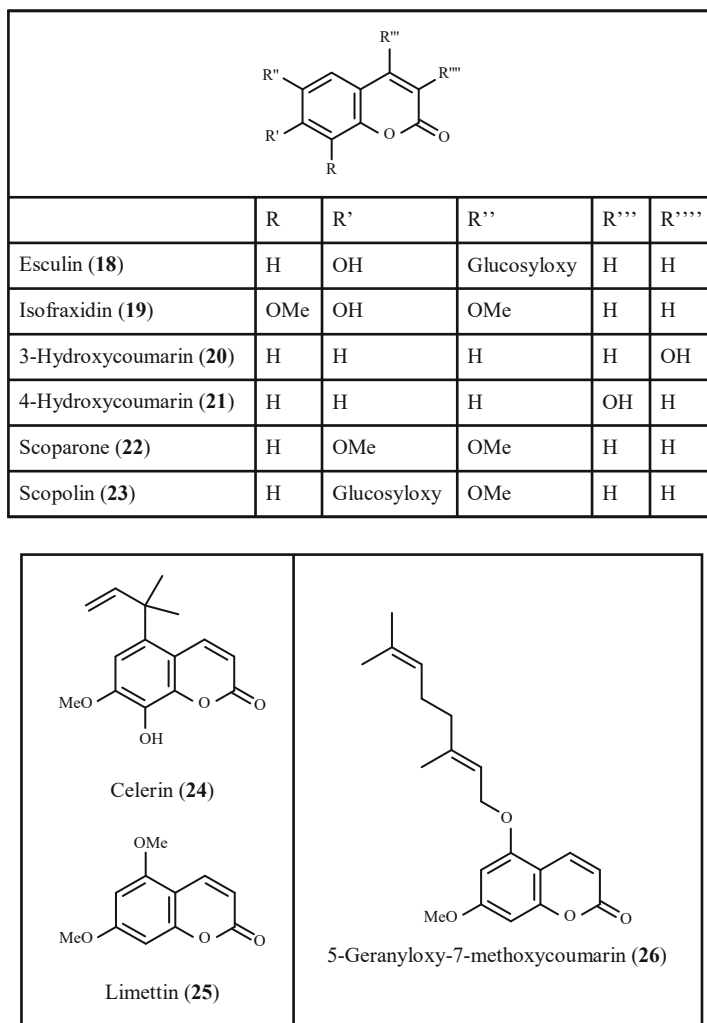 R'''
R'' R''''
R' O O
R
R R’ R’’ R’’’ R’’’’
Esculin (18) H OH Glucosyloxy H H
Isofraxidin (19) OMe OH OMe H H
3-Hydroxycoumarin (20) H H H H OH
4-Hydroxycoumarin (21) H H H OH H
Scoparone (22) H OMe OMe H H
Scopolin (23) H Glucosyloxy OMe H H
MeO O O
OH
Celerin (24)
OMe
MeO O O
Limettin (25)
O
MeO O O
5-Geranyloxy-7-methoxycoumarin (26)